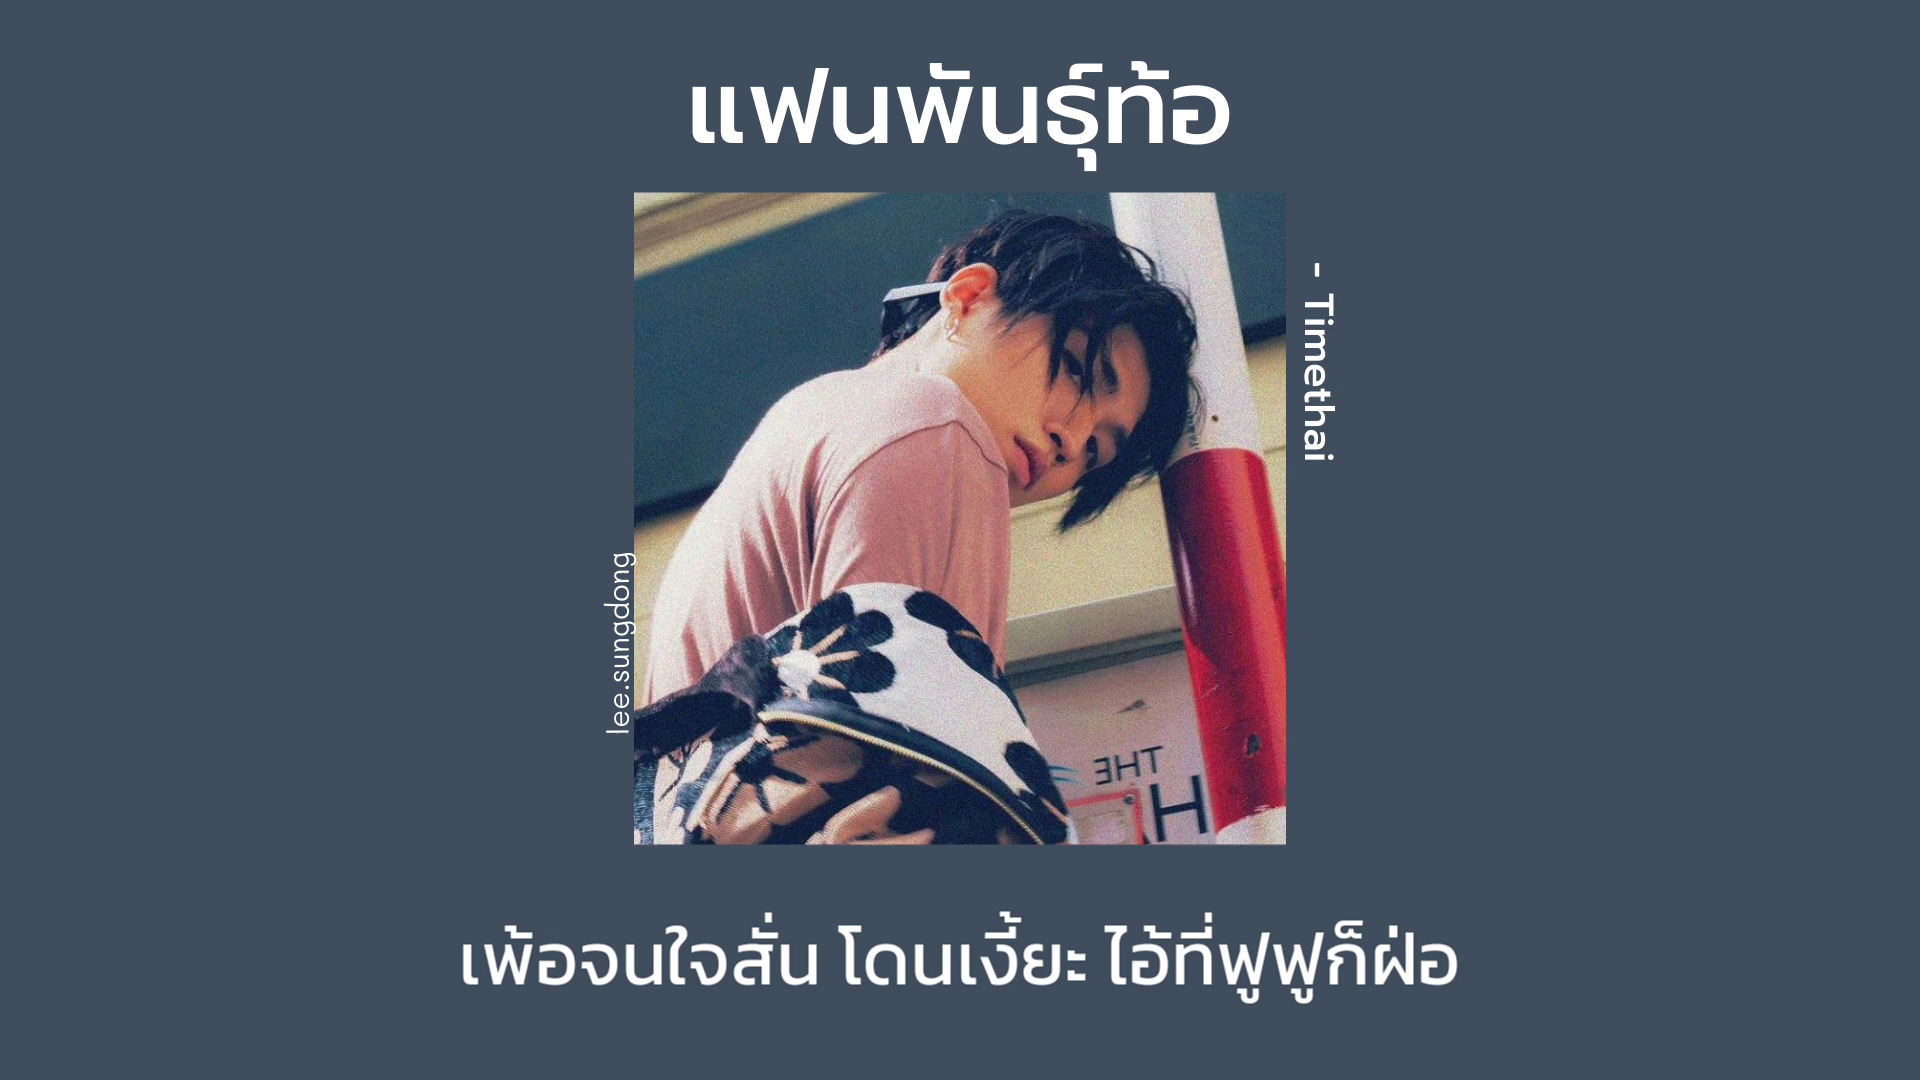 แฟนพันธุ์ท้อ
- Timethai
lee.sungdong
THE
เพ้อจนใจสั่น โดนเงี้ยะ ไอ้ที่ฟูฟูก็ฝ่อ